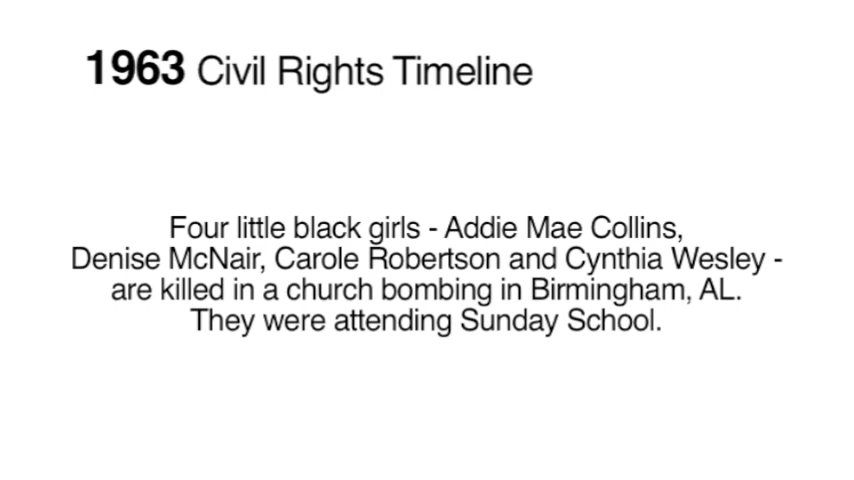 1963 Civil Rights Timeline
Four little black girls - Addie Mae Collins,
Denise McNair, Carole Robertson and Cynthia Wesley -
are killed in a church bombing in Birmingham, AL.
They were attending Sunday School.